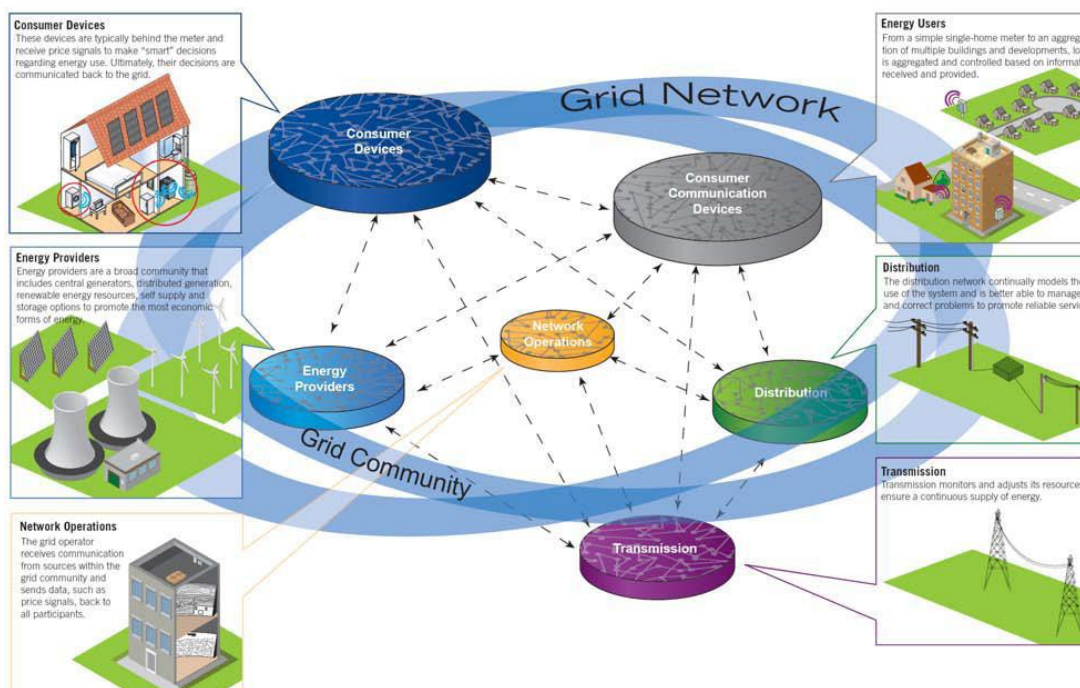 Consumer Devices
These devices are typically behind the meter and
receive price signals to make “smart” decisions
regarding energy use. Ultimately, their decisions are
communicated back to the grid.
Energy Users
From a simple single-home meter to an aggrega
tion of multiple buildings and developments, lo
is aggregated and controlled based on informat
received and provided.
Grid Network
Consumer
Devices
Consumer
Communication
Devices
Energy Providers
Energy providers are a broad community that
includes central generators, distributed generation,
renewable energy resources, self supply and
storage options to promote the most economic
forms of energy.
Distribution
The distribution network continually models the
use of the system and is better able to manage
and correct problems to promote reliable servic
Network
Operations
Energy
Providers
Distribution
Grid Community
Transmission
Transmission monitors and adjusts its resources
ensure a continuous supply of energy.
Network Operations
The grid operator
receives communication
from sources within the
grid community and
sends data, such as
price signals, back to
all participants.
Transmission